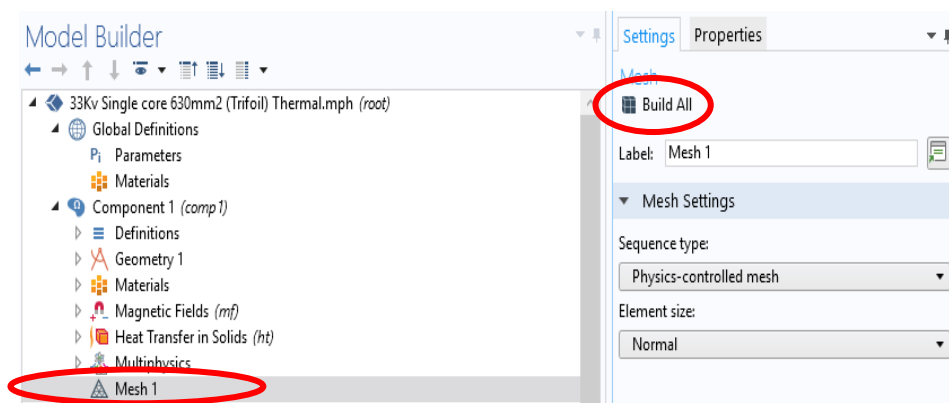 Model Builder
33Kv Single core 630mm2 (Trifoil) Thermal.mph (root)
Global Definitions
Pi Parameters
Materials
Component 1 (comp1)
Definitions
Geometry 1
Materials
Magnetic Fields (mf)
Heat Transfer in Solids (ht)
Multiphysics
Mesh 1
Settings Properties
Mesh
Build All
Label: Mesh 1
Mesh Settings
Sequence type:
Physics-controlled mesh
Element size:
Normal